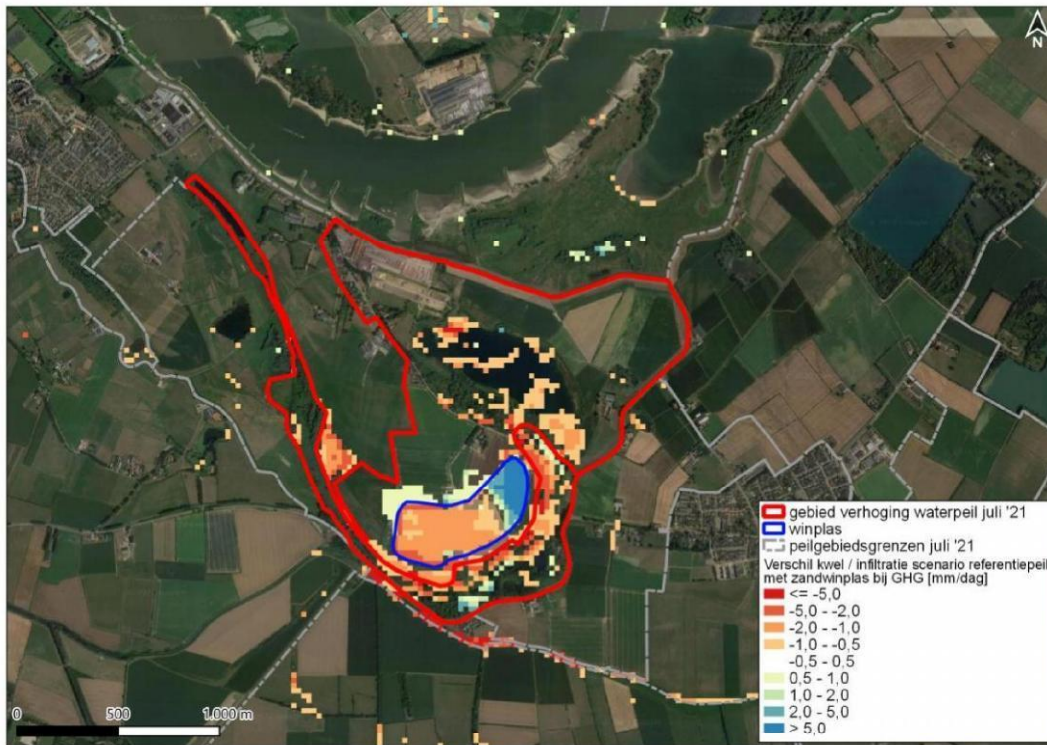 N
gebied verhoging waterpeil juli '21
winplas
peilgebiedsgrenzen juli '21
Verschil kwel / infiltratie scenario referentiepeil
met zandwinplas bij GHG [mm/dag]
<= -5,0
-5,0 - -2,0
-2,0 - -1,0
-1,0 - -0,5
-0,5 - 0,5
0,5 - 1,0
1,0 - 2,0
2,0 - 5,0
> 5,0
0 500 1.000 m